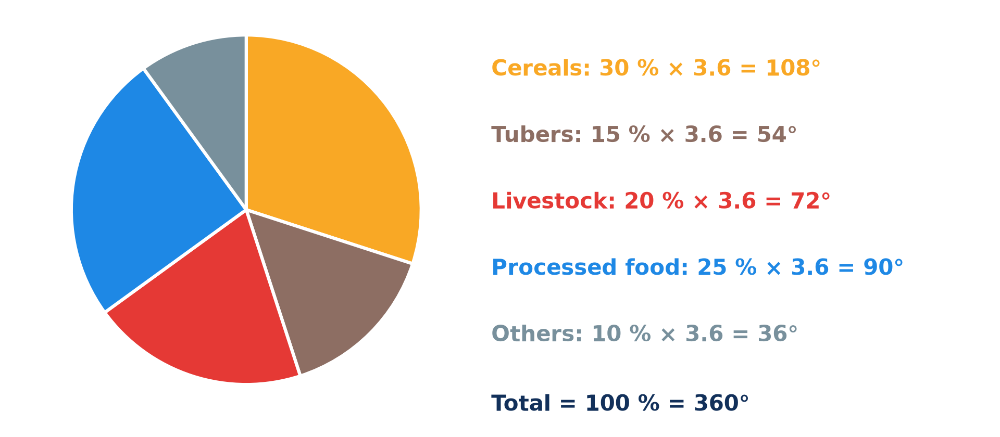 Cereals: 30 % × 3.6 = 108°
Tubers: 15 % × 3.6 = 54°
Livestock: 20 % × 3.6 = 72°
Processed food: 25 % × 3.6 = 90°
Others: 10 % × 3.6 = 36°
Total = 100 % = 360°